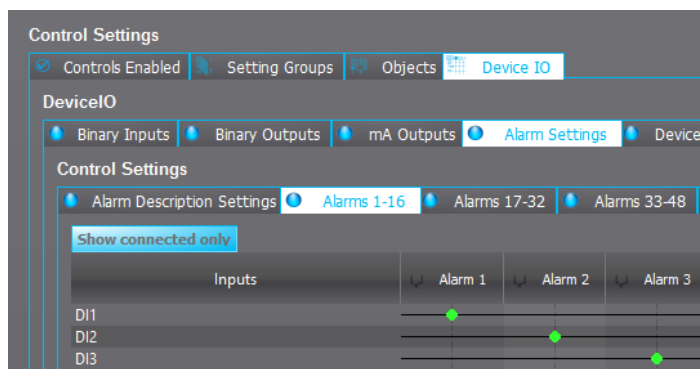 Control Settings
Controls Enabled Setting Groups Objects Device IO
DeviceIO
Binary Inputs Binary Outputs mA Outputs Alarm Settings Device
Control Settings
Alarm Description Settings Alarms 1-16 Alarms 17-32 Alarms 33-48
Show connected only
Inputs Alarm 1 Alarm 2 Alarm 3
DI1
DI2
DI3